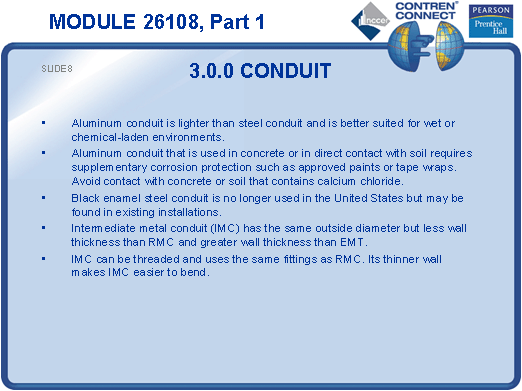 MODULE 26108, Part 1
nccer
CONTREN®
CONNECT
PEARSON
Prentice
Hall
SLIDE 8
3.0.0 CONDUIT
• Aluminum conduit is lighter than steel conduit and is better suited for wet or
chemical-laden environments.
• Aluminum conduit that is used in concrete or in direct contact with soil requires
supplementary corrosion protection such as approved paints or tape wraps.
Avoid contact with concrete or soil that contains calcium chloride.
• Black enamel steel conduit is no longer used in the United States but may be
found in existing installations.
• Intermediate metal conduit (IMC) has the same outside diameter but less wall
thickness than RMC and greater wall thickness than EMT.
• IMC can be threaded and uses the same fittings as RMC. Its thinner wall
makes IMC easier to bend.